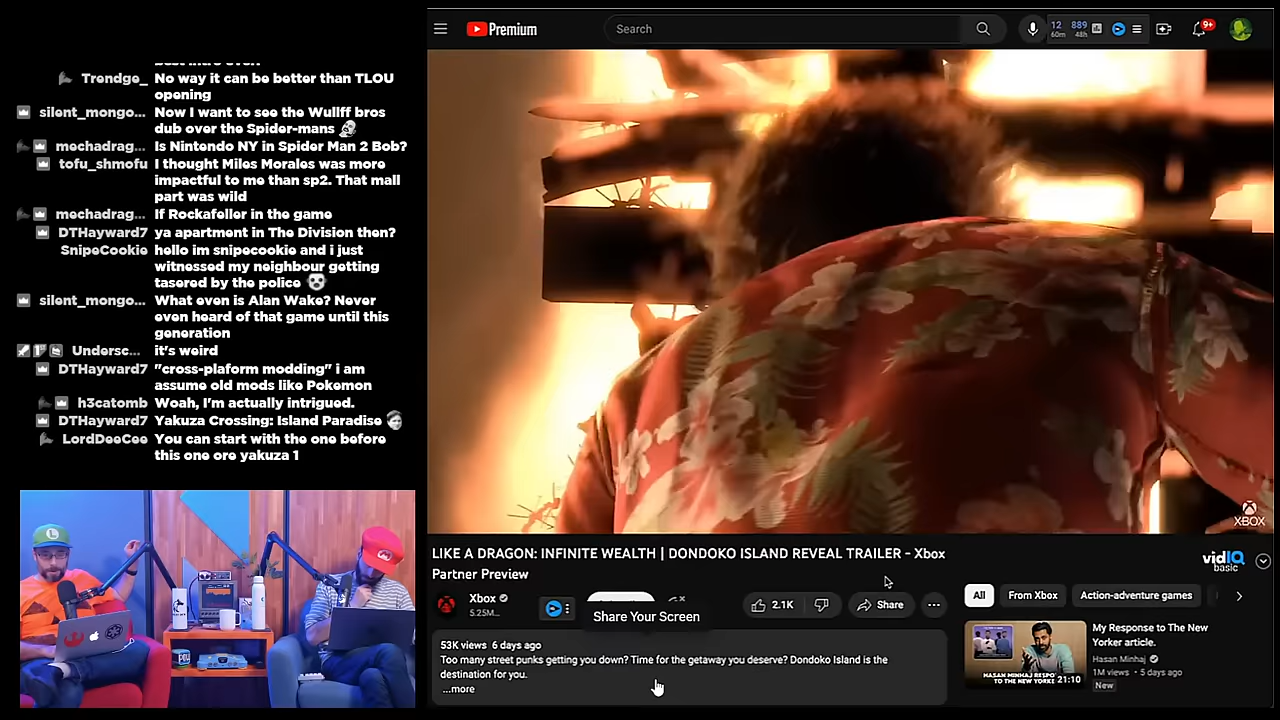 Trendge_ No way it can be better than TLOU
opening
silent_mongo... Now I want to see the Wullff bros
dub over the Spider-mans
mechadrag... Is Nintendo NY in Spider Man 2 Bob?
tofu_shmofu I thought Miles Morales was more
impactful to me than sp2. That mall
part was wild
mechadrag... If Rockafeller in the game
DTHayward7 ya apartment in The Division then?
SnipeCookie hello im snipecookie and i just
witnessed my neighbour getting
tasered by the police
silent_mongo... What even is Alan Wake? Never
even heard of that game until this
generation
Undersc... it's weird
DTHayward7 "cross-plaform modding" i am
assume old mods like Pokemon
h3catomb Woah, I'm actually intrigued.
DTHayward7 Yakuza Crossing: Island Paradise
LordDeeCee You can start with the one before
this one ore yakuza 1
Premium
Search
12 889
60m 48h
9+
XBOX
LIKE A DRAGON: INFINITE WEALTH | DONDOKO ISLAND REVEAL TRAILER - Xbox
Partner Preview
Xbox
5.25M...
Share Your Screen
2.1K
Share
53K views 6 days ago
Too many street punks getting you down? Time for the getaway you deserve? Dondoko Island is the
destination for you.
...more
vidIQ
basic
All From Xbox Action-adventure games
My Response to The New
Yorker article.
Hasan Minhaj
1M views • 5 days ago
New
21:10